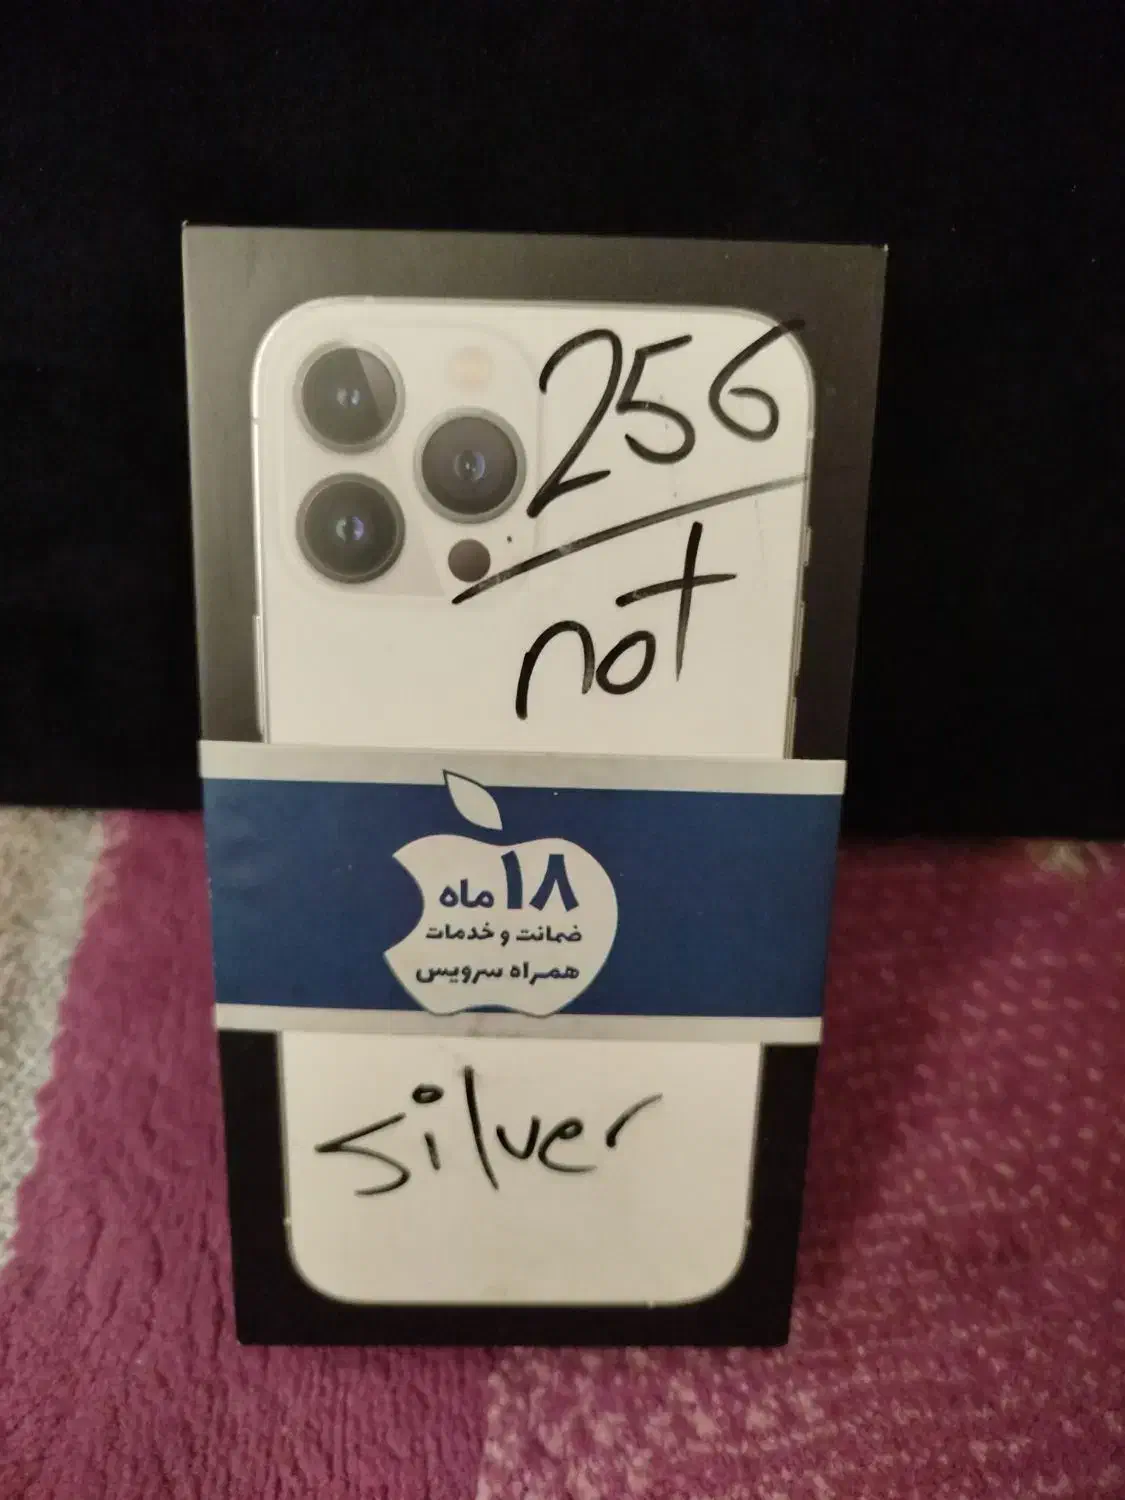 256
not
۱۸ ماه
ضمانت و خدمات
همراه سرویس
silver